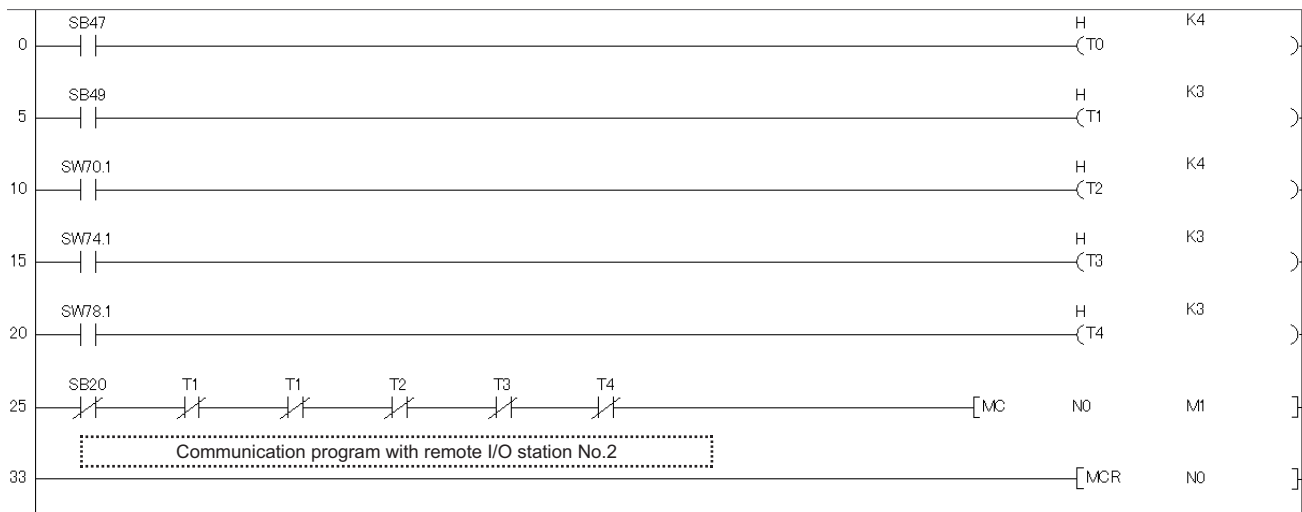 SB47 H K4
0 T0
SB49 H K3
5 T1
SW70.1 H K4
10 T2
SW74.1 H K3
15 T3
SW78.1 H K3
20 T4
SB20 T1 T1 T2 T3 T4
25 MC N0 M1
Communication program with remote I/O station No.2
33 MCR N0